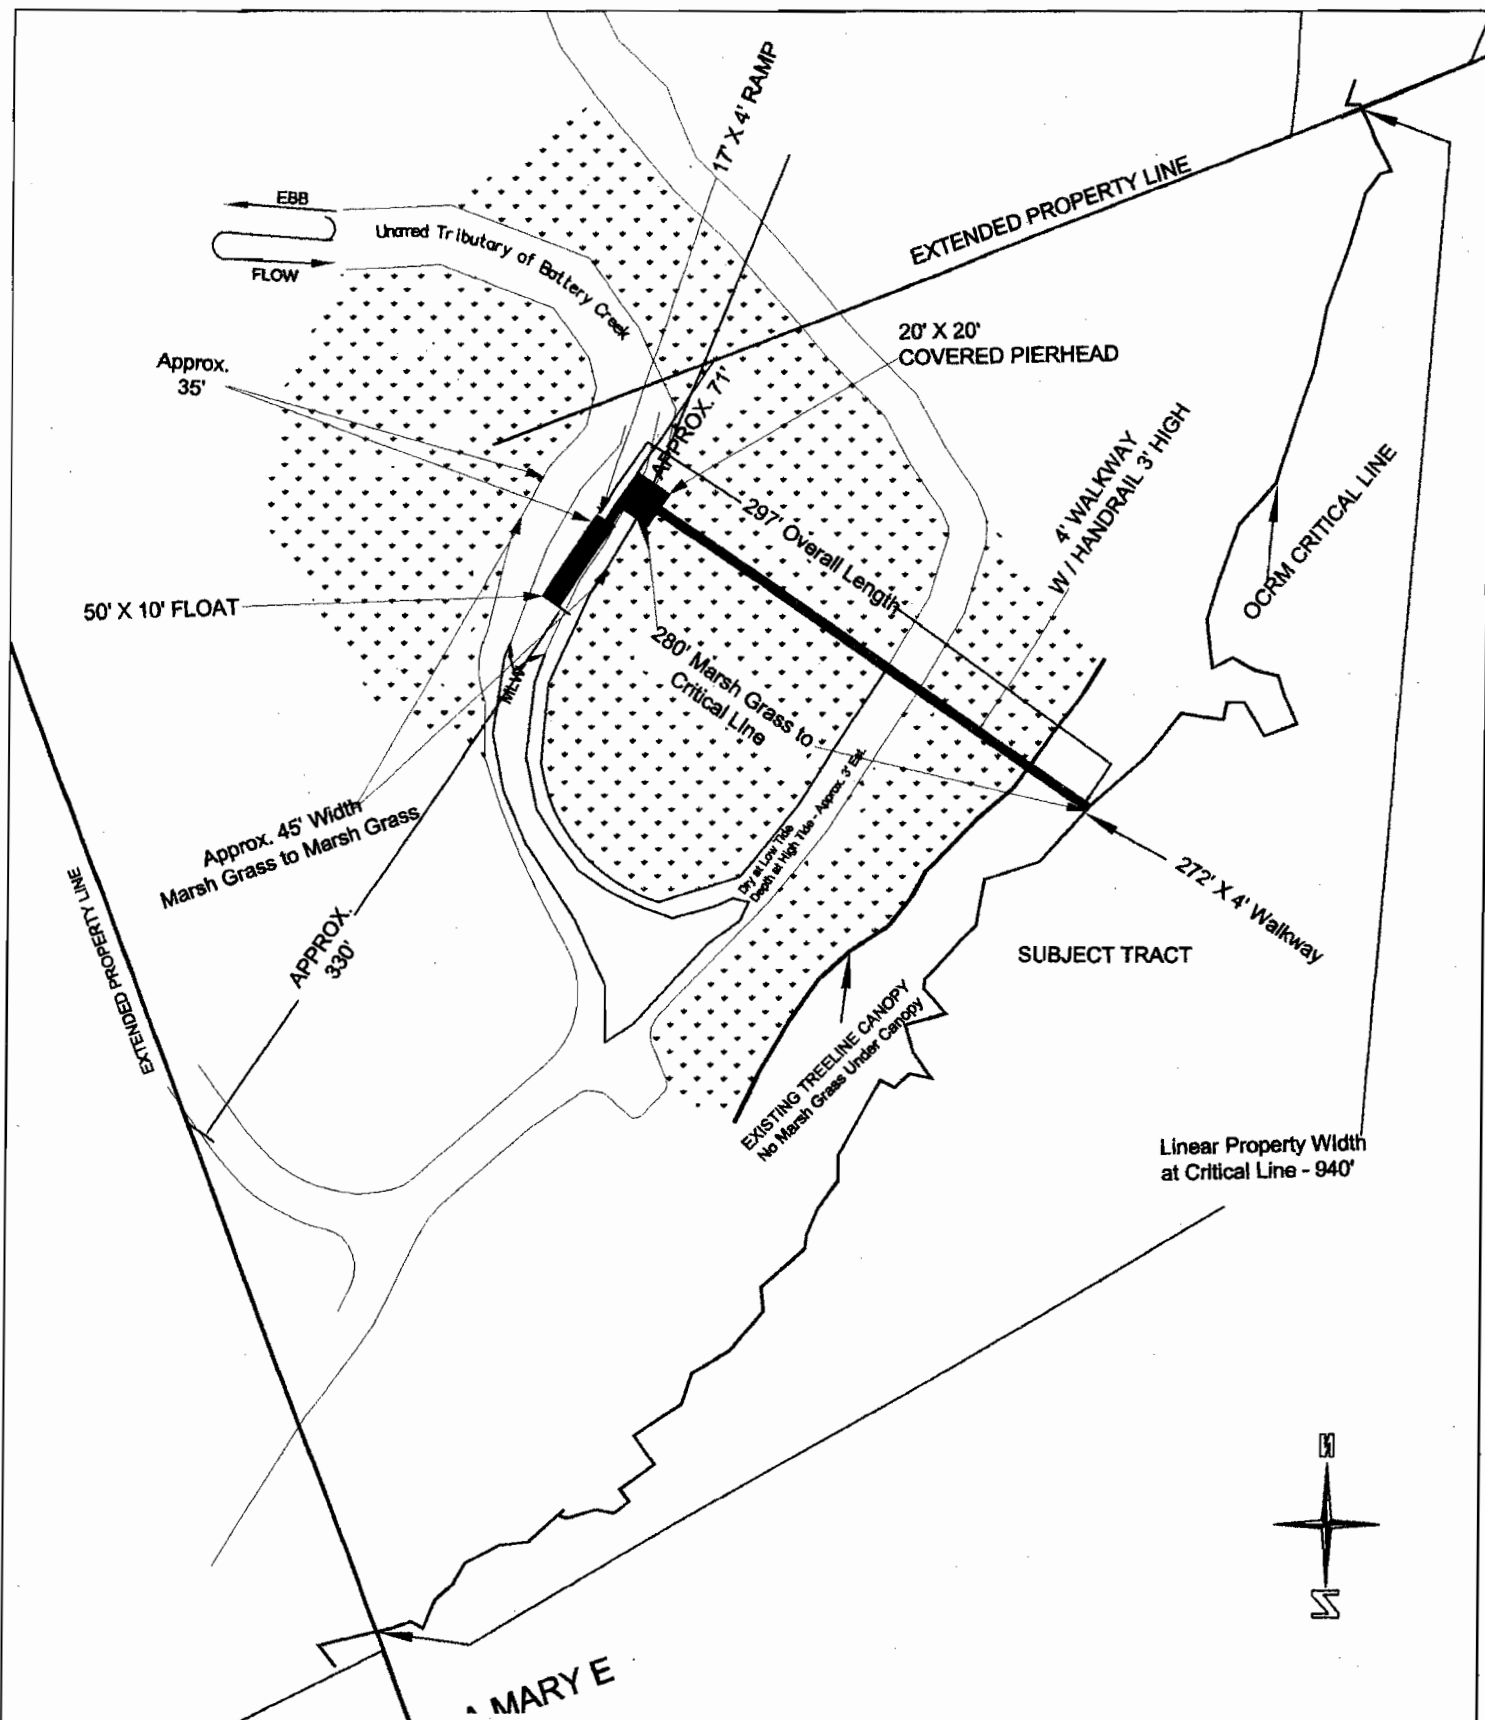 17' X 4' RAMP
EBB
Unamed Tributary of Battery Creek
FLOW
EXTENDED PROPERTY LINE
20' X 20'
COVERED PIERHEAD
Approx.
35'
APPROX. 71'
4' WALKWAY
W / HANDRAIL 3' HIGH
297' Overall Length
OCRM CRITICAL LINE
50' X 10' FLOAT
280' Marsh Grass to
Critical Line
MLW
Approx. 45' Width
Marsh Grass to Marsh Grass
Dry at Low Tide
Depth at High Tide - Approx. 3' Est.
272' X 4' Walkway
EXTENDED PROPERTY LINE
APPROX.
330'
SUBJECT TRACT
EXISTING TREELINE CANOPY
No Marsh Grass Under Canopy
Linear Property Width
at Critical Line - 940'
N
S
MARY E